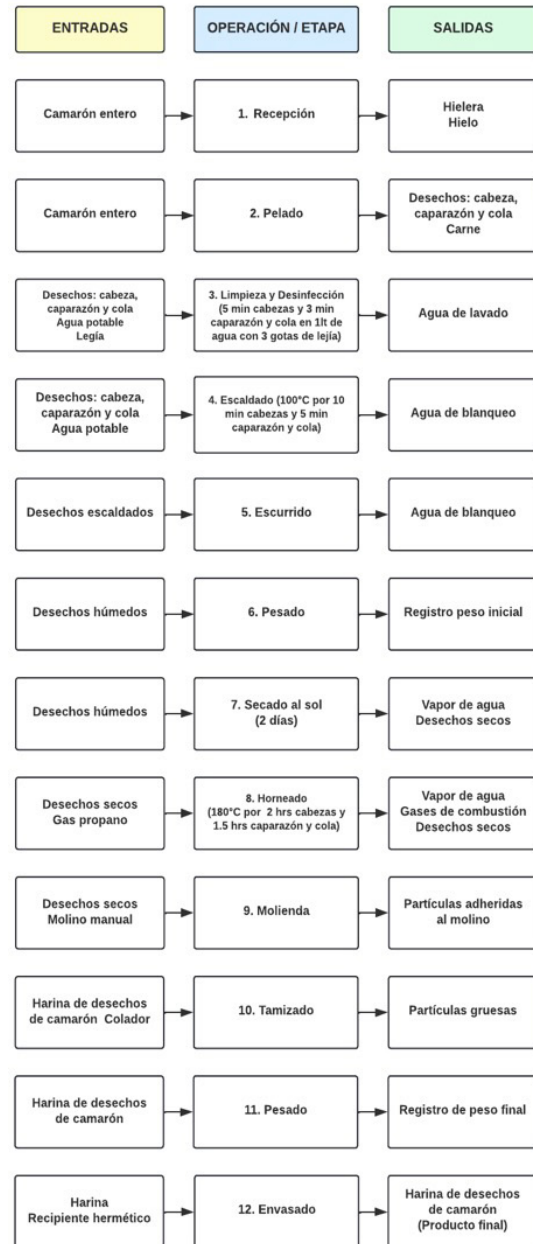 ENTRADAS
OPERACIÓN / ETAPA
SALIDAS
Camarón entero
1. Recepción
Hielera
Hielo
Camarón entero
2. Pelado
Desechos: cabeza,
caparazón y cola
Carne
Desechos: cabeza,
caparazón y cola
Agua potable
Legía
3. Limpieza y Desinfección
(5 min cabezas y 3 min
caparazón y cola en 1lt de
agua con 3 gotas de lejía)
Agua de lavado
Desechos: cabeza,
caparazón y cola
Agua potable
4. Escaldado (100°C por 10
min cabezas y 5 min
caparazón y cola)
Agua de blanqueo
Desechos escaldados
5. Escurrido
Agua de blanqueo
Desechos húmedos
6. Pesado
Registro peso inicial
Desechos húmedos
7. Secado al sol
(2 días)
Vapor de agua
Desechos secos
Desechos secos
Gas propano
8. Horneado
(180°C por 2 hrs cabezas y
1.5 hrs caparazón y cola)
Vapor de agua
Gases de combustión
Desechos secos
Desechos secos
Molino manual
9. Molienda
Partículas adheridas
al molino
Harina de desechos
de camarón Colador
10. Tamizado
Partículas gruesas
Harina de desechos
de camarón
11. Pesado
Registro de peso final
Harina
Recipiente hermético
12. Envasado
Harina de desechos
de camarón
(Producto final)